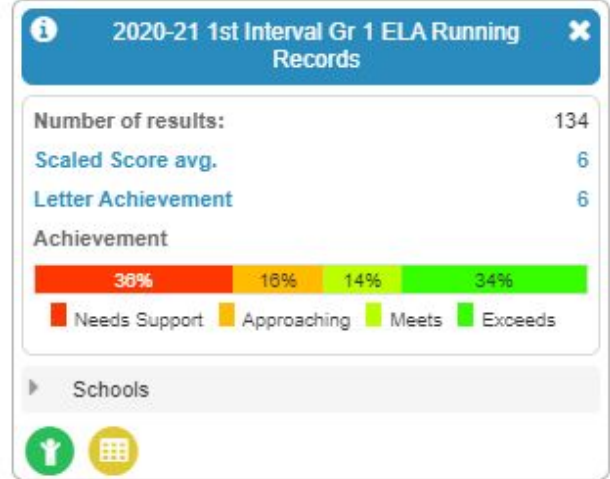 2020-21 1st Interval Gr 1 ELA Running
Records
Number of results: 134
Scaled Score avg. 6
Letter Achievement 6
Achievement
36% 16% 14% 34%
Needs Support Approaching Meets Exceeds
Schools